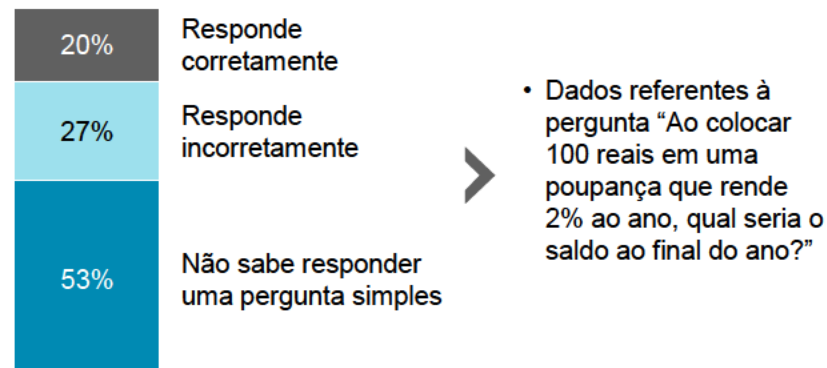 20%
Responde
corretamente
27%
Responde
incorretamente
53%
Não sabe responder
uma pergunta simples
• Dados referentes à
pergunta “Ao colocar
100 reais em uma
poupança que rende
2% ao ano, qual seria o
saldo ao final do ano?”